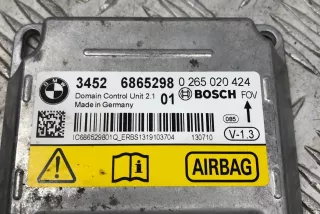 3452 6865298 0 265 020 424
Domain Control Unit 2.1 01 BOSCH FOV
Made in Germany
085
V-1.3
IC686529801Q_ERBS1319103704 130710
AIRBAG